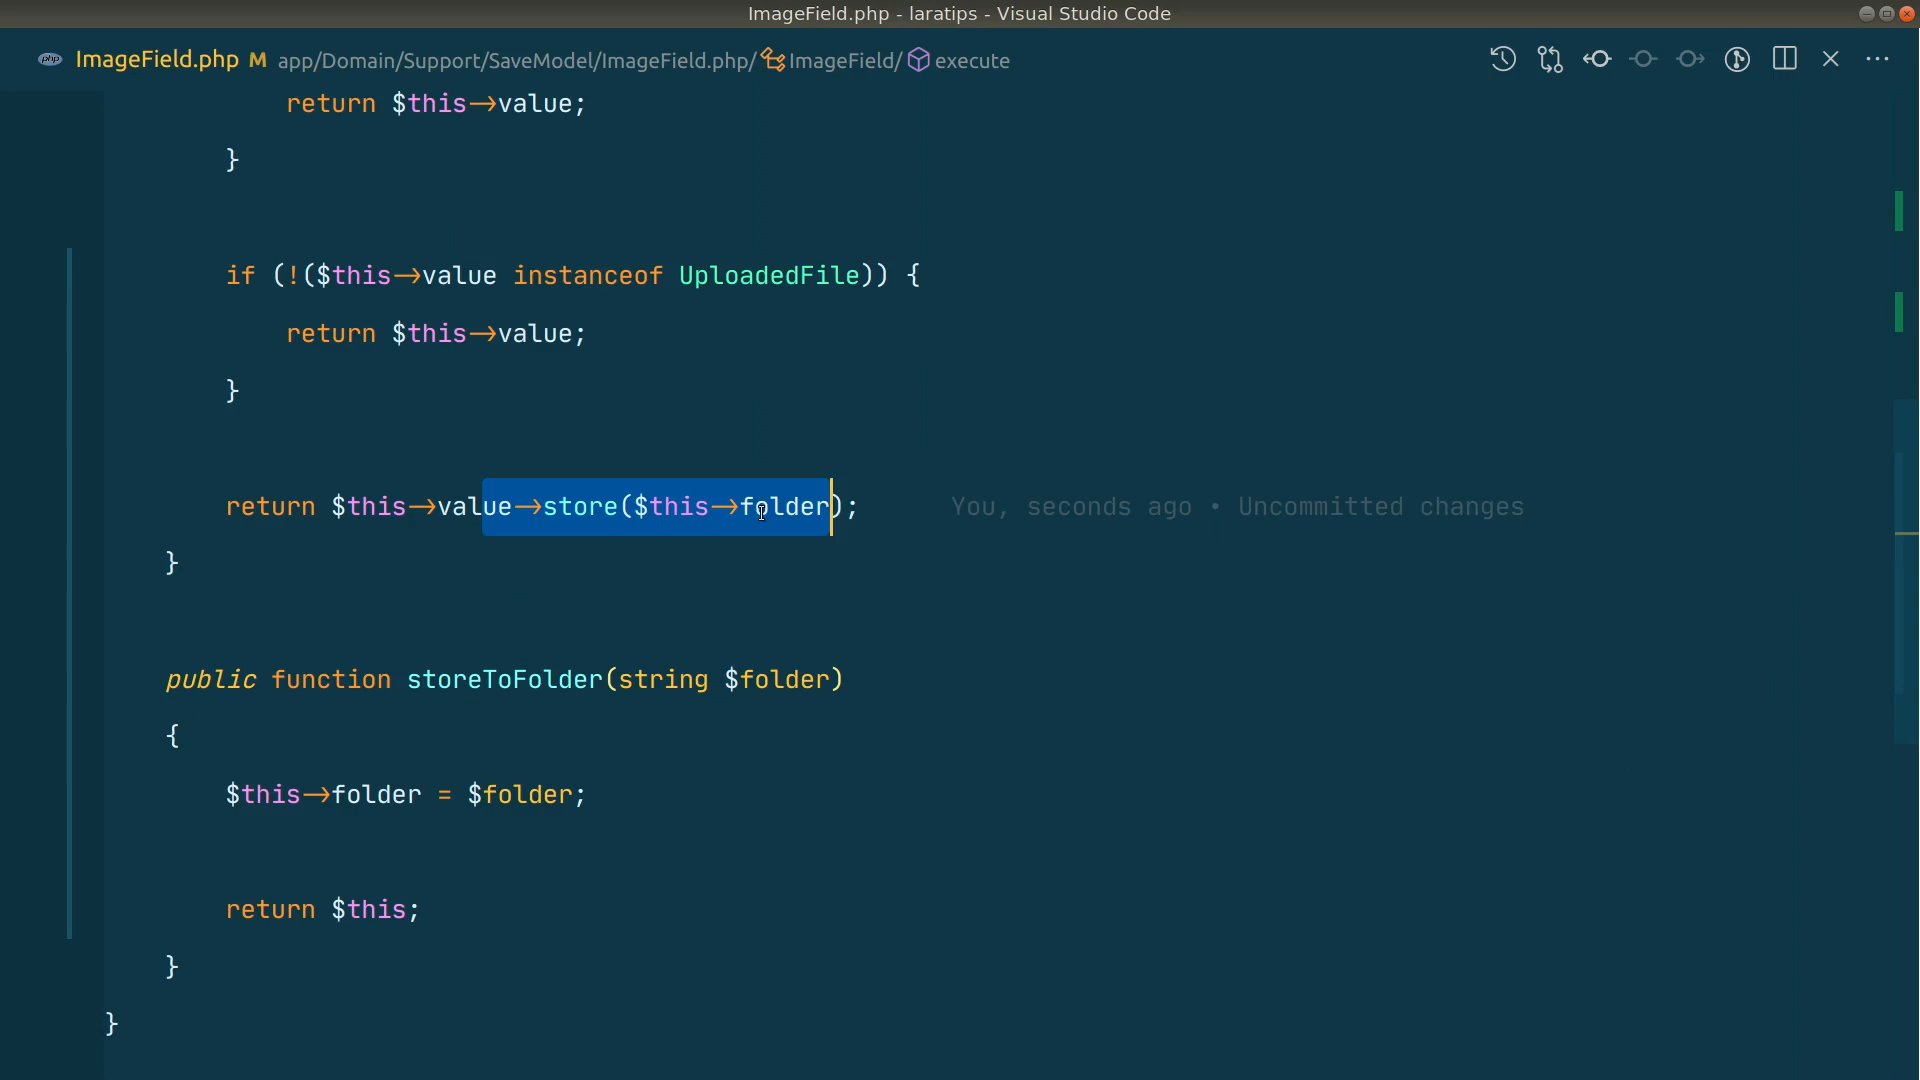 ImageField.php - laratips - Visual Studio Code
php ImageField.php M app/Domain/Support/SaveModel/ImageField.php/ ImageField/ execute
return $this->value;
}
if (!($this->value instanceof UploadedFile)) {
return $this->value;
}
return $this->value->store($this->folder); You, seconds ago • Uncommitted changes
}
public function storeToFolder(string $folder)
{
$this->folder = $folder;
return $this;
}
}